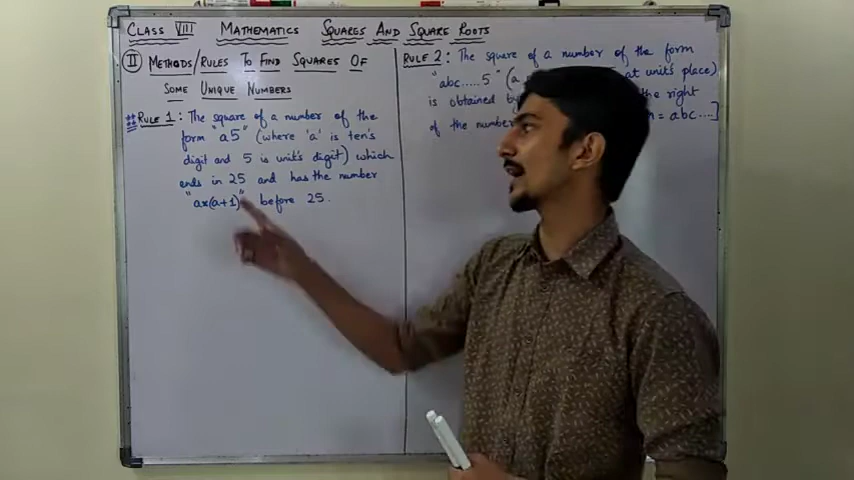 CLASS VIII MATHEMATICS SQUARES AND SQUARE ROOTS
II METHODS/RULES TO FIND SQUARES OF
SOME UNIQUE NUMBERS
** RULE 1: The square of a number of the
form "a5" (where 'a' is ten's
digit and 5 is unit's digit) which
ends in 25 and has the number
"a×(a+1)" before 25.
RULE 2: The square of a number of the form
"abc.....5" (a at unit's place)
is obtained by the right
of the number = abc....]